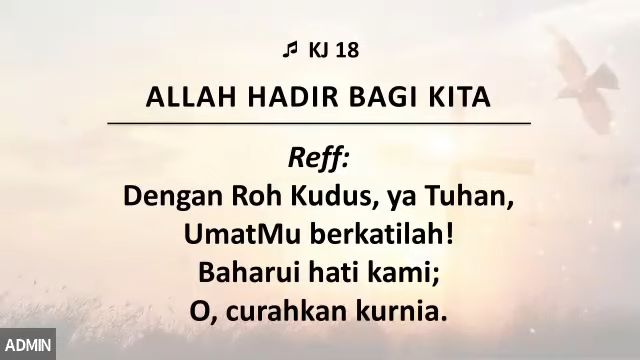 ♫ KJ 18
ALLAH HADIR BAGI KITA
Reff:
Dengan Roh Kudus, ya Tuhan,
UmatMu berkatilah!
Baharui hati kami;
O, curahkan kurnia.
ADMIN